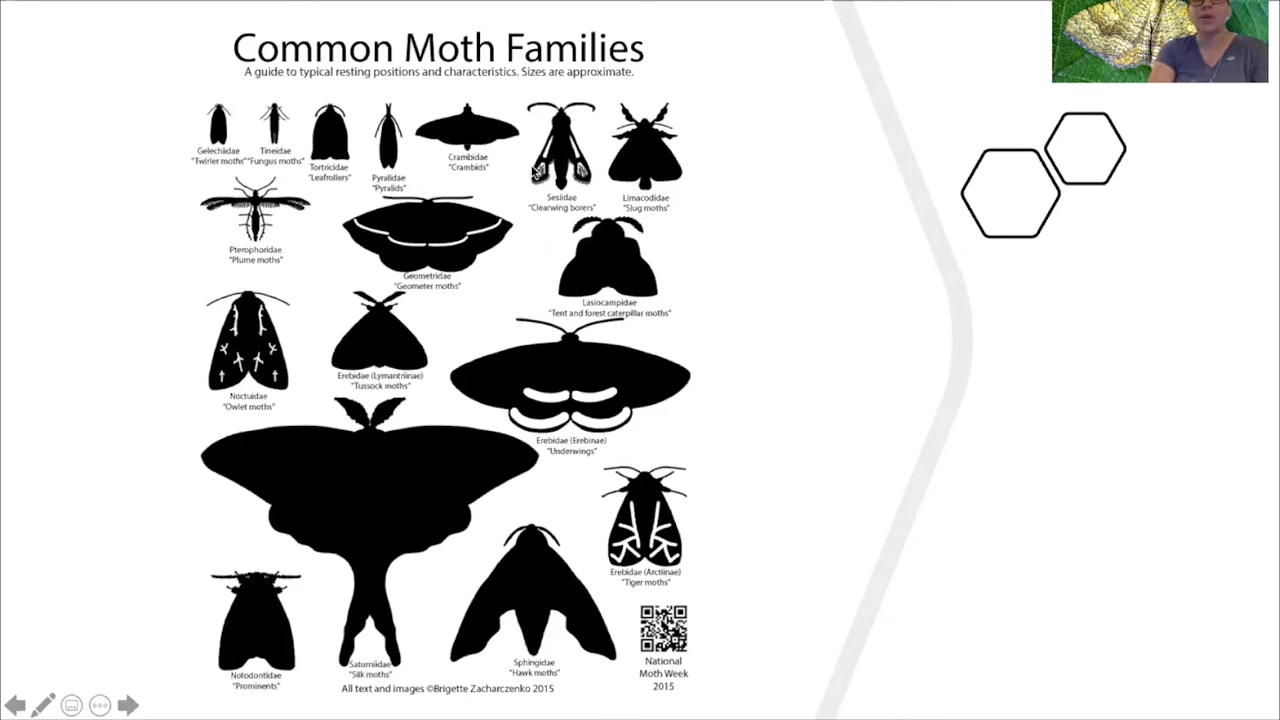 Common Moth Families
A guide to typical resting positions and characteristics. Sizes are approximate.
Gelechiidae
"Twirler moths"
Tineidae
"Fungus moths"
Tortricidae
"Leafrollers"
Pyralidae
"Pyralids"
Crambidae
"Crambids"
Sesiidae
"Clearwing borers"
Limacodidae
"Slug moths"
Pterophoridae
"Plume moths"
Geometridae
"Geometer moths"
Lasiocampidae
"Tent and forest caterpillar moths"
Noctuidae
"Owlet moths"
Erebidae (Lymantriinae)
"Tussock moths"
Erebidae (Erebinae)
"Underwings"
Erebidae (Arctiinae)
"Tiger moths"
Notodontidae
"Prominents"
Saturniidae
"Silk moths"
Sphingidae
"Hawk moths"
National
Moth Week
2015
All text and images ©Brigette Zacharczenko 2015